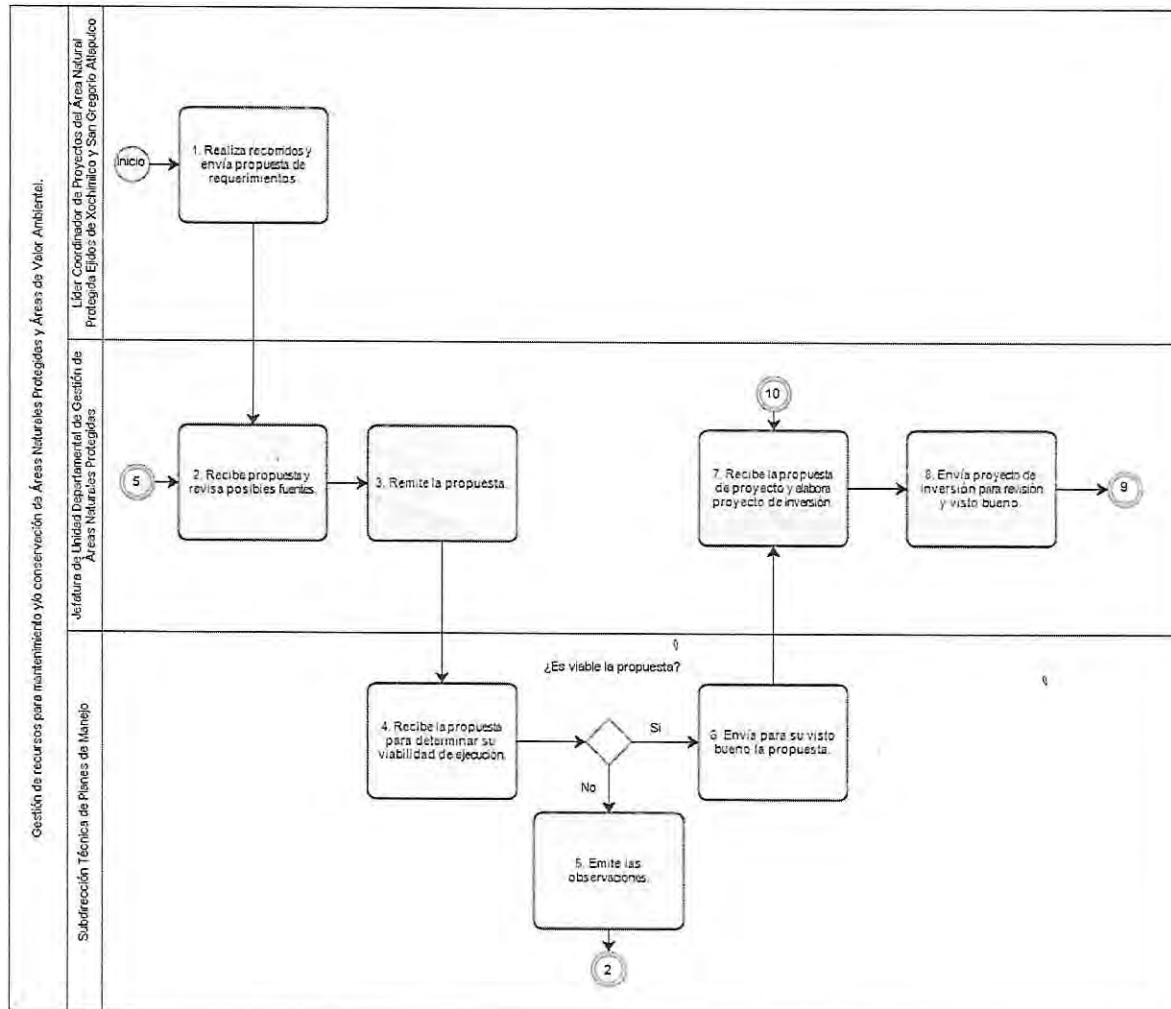 Gestión de recursos para mantenimiento y/o conservación de Áreas Naturales Protegidas y Áreas de Valor Ambiental.
Líder Coordinador de Proyectos del Área Natural
Protegida Ejidos de Xochimilco y San Gregorio Atlapulco
Inicio
1. Realiza recorridos y
envía propuesta de
requerimientos.
Jefatura de Unidad Departamental de Gestión de
Áreas Naturales Protegidas
5
2. Recibe propuesta y
revisa posibles fuentes.
3. Remite la propuesta.
10
7. Recibe la propuesta
de proyecto y elabora
proyecto de inversión.
8. Envía proyecto de
inversión para revisión
y visto bueno.
9
Subdirección Técnica de Planes de Manejo
4. Recibe la propuesta
para determinar su
viabilidad de ejecución.
¿Es viable la propuesta?
Si
No
6. Envía para su visto
bueno la propuesta.
5. Emite las
observaciones.
2